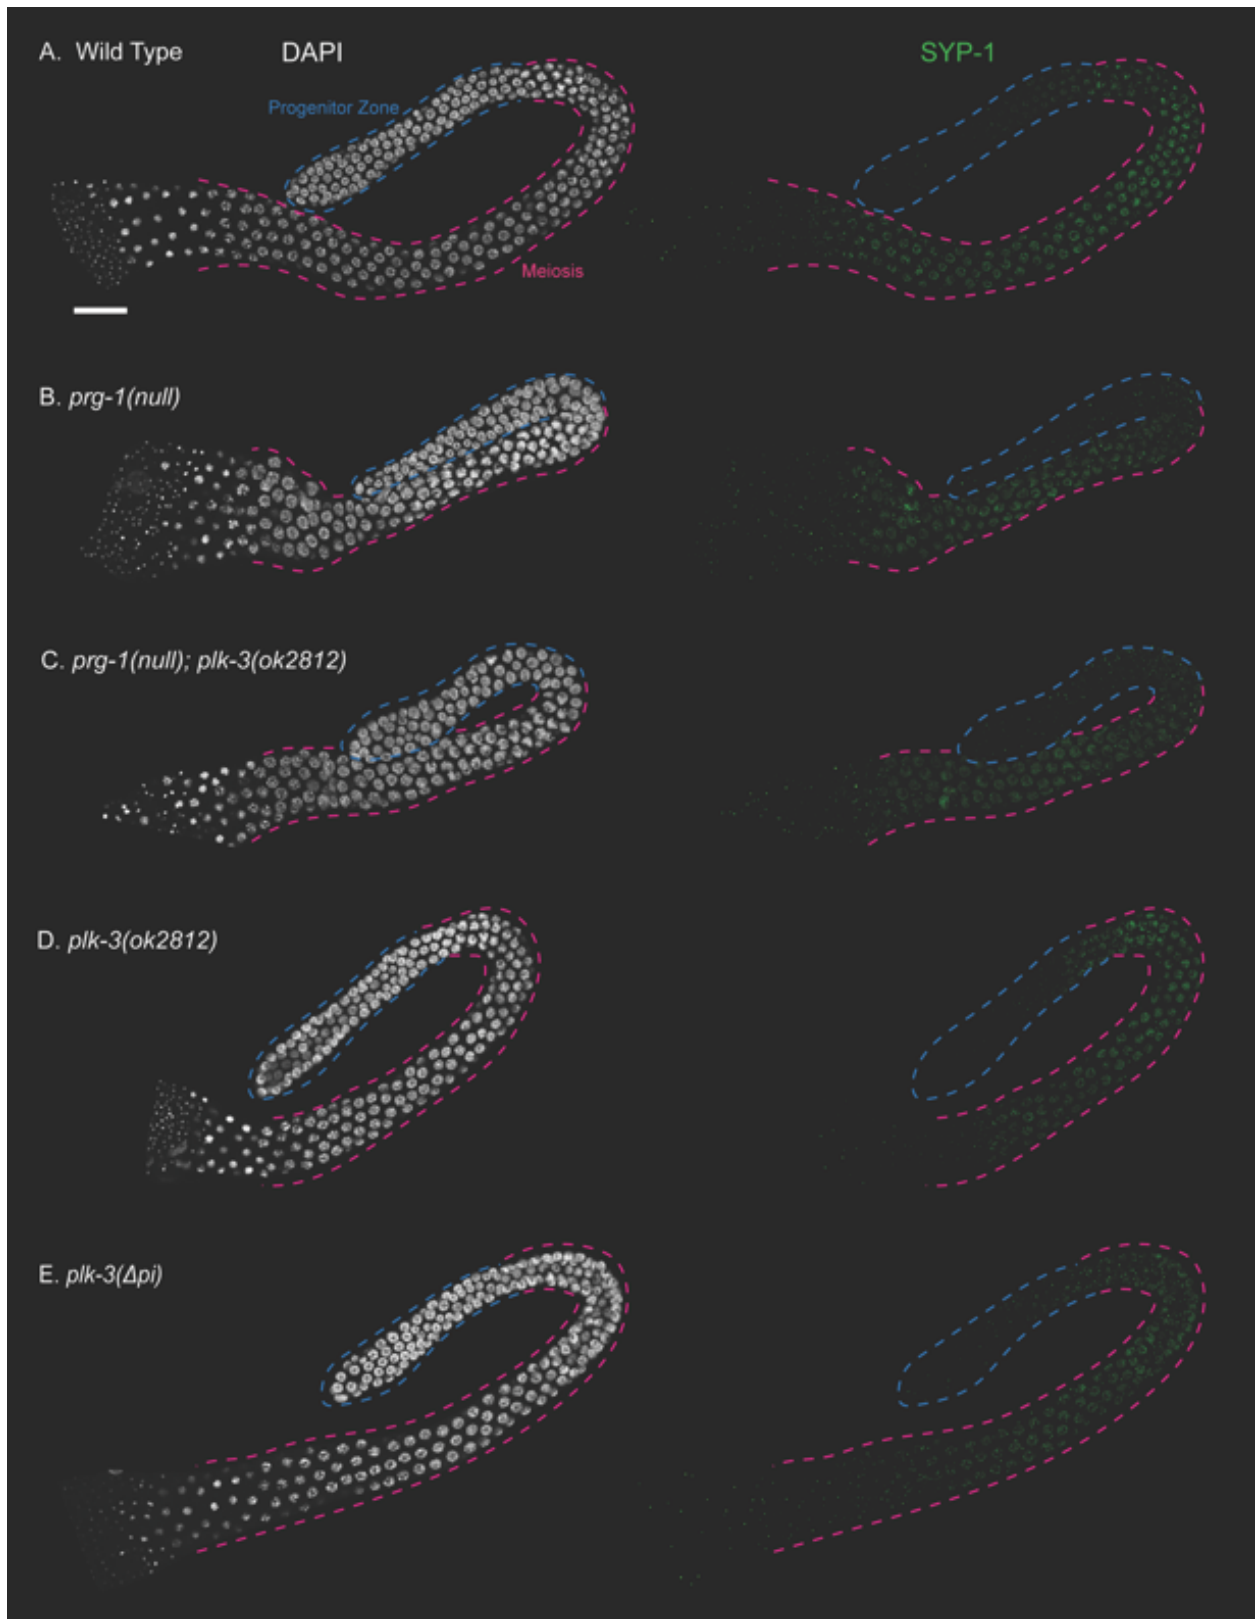 A. Wild Type
DAPI
SYP-1
Progenitor Zone
Meiosis
B. prg-1(null)
C. prg-1(null); plk-3(ok2812)
D. plk-3(ok2812)
E. plk-3(Δpi)